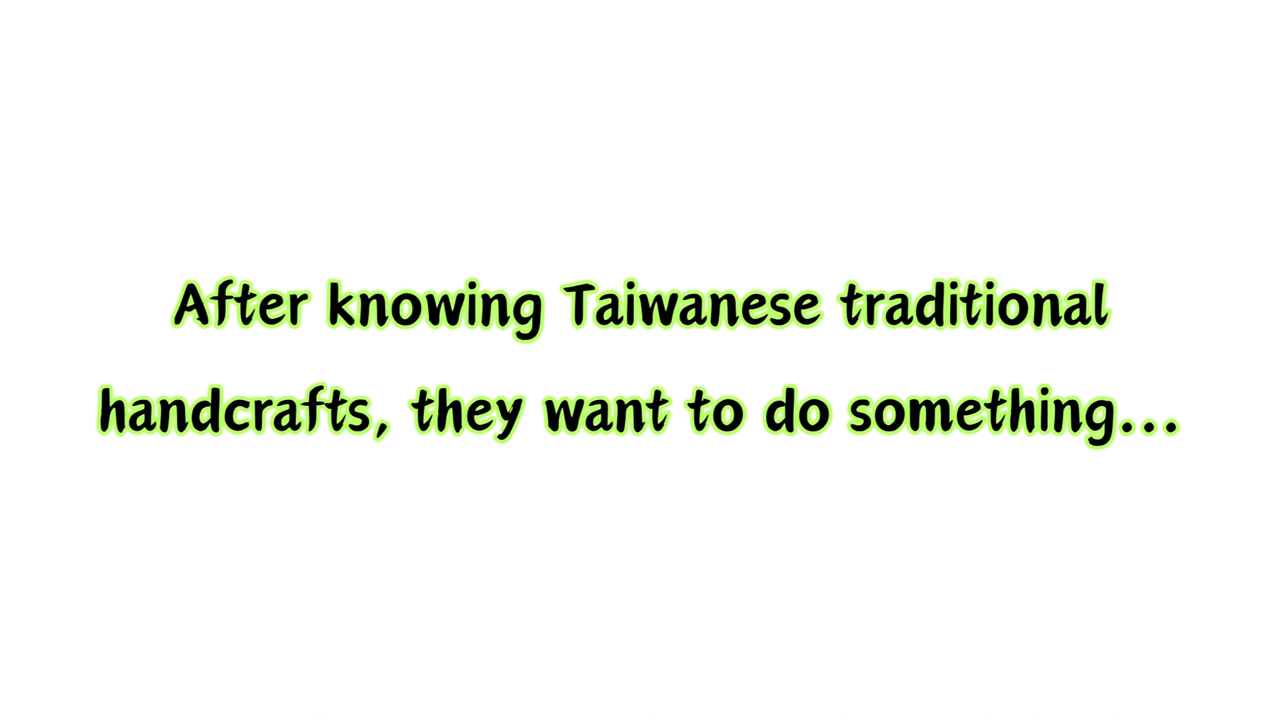 After knowing Taiwanese traditional
handcrafts, they want to do something...